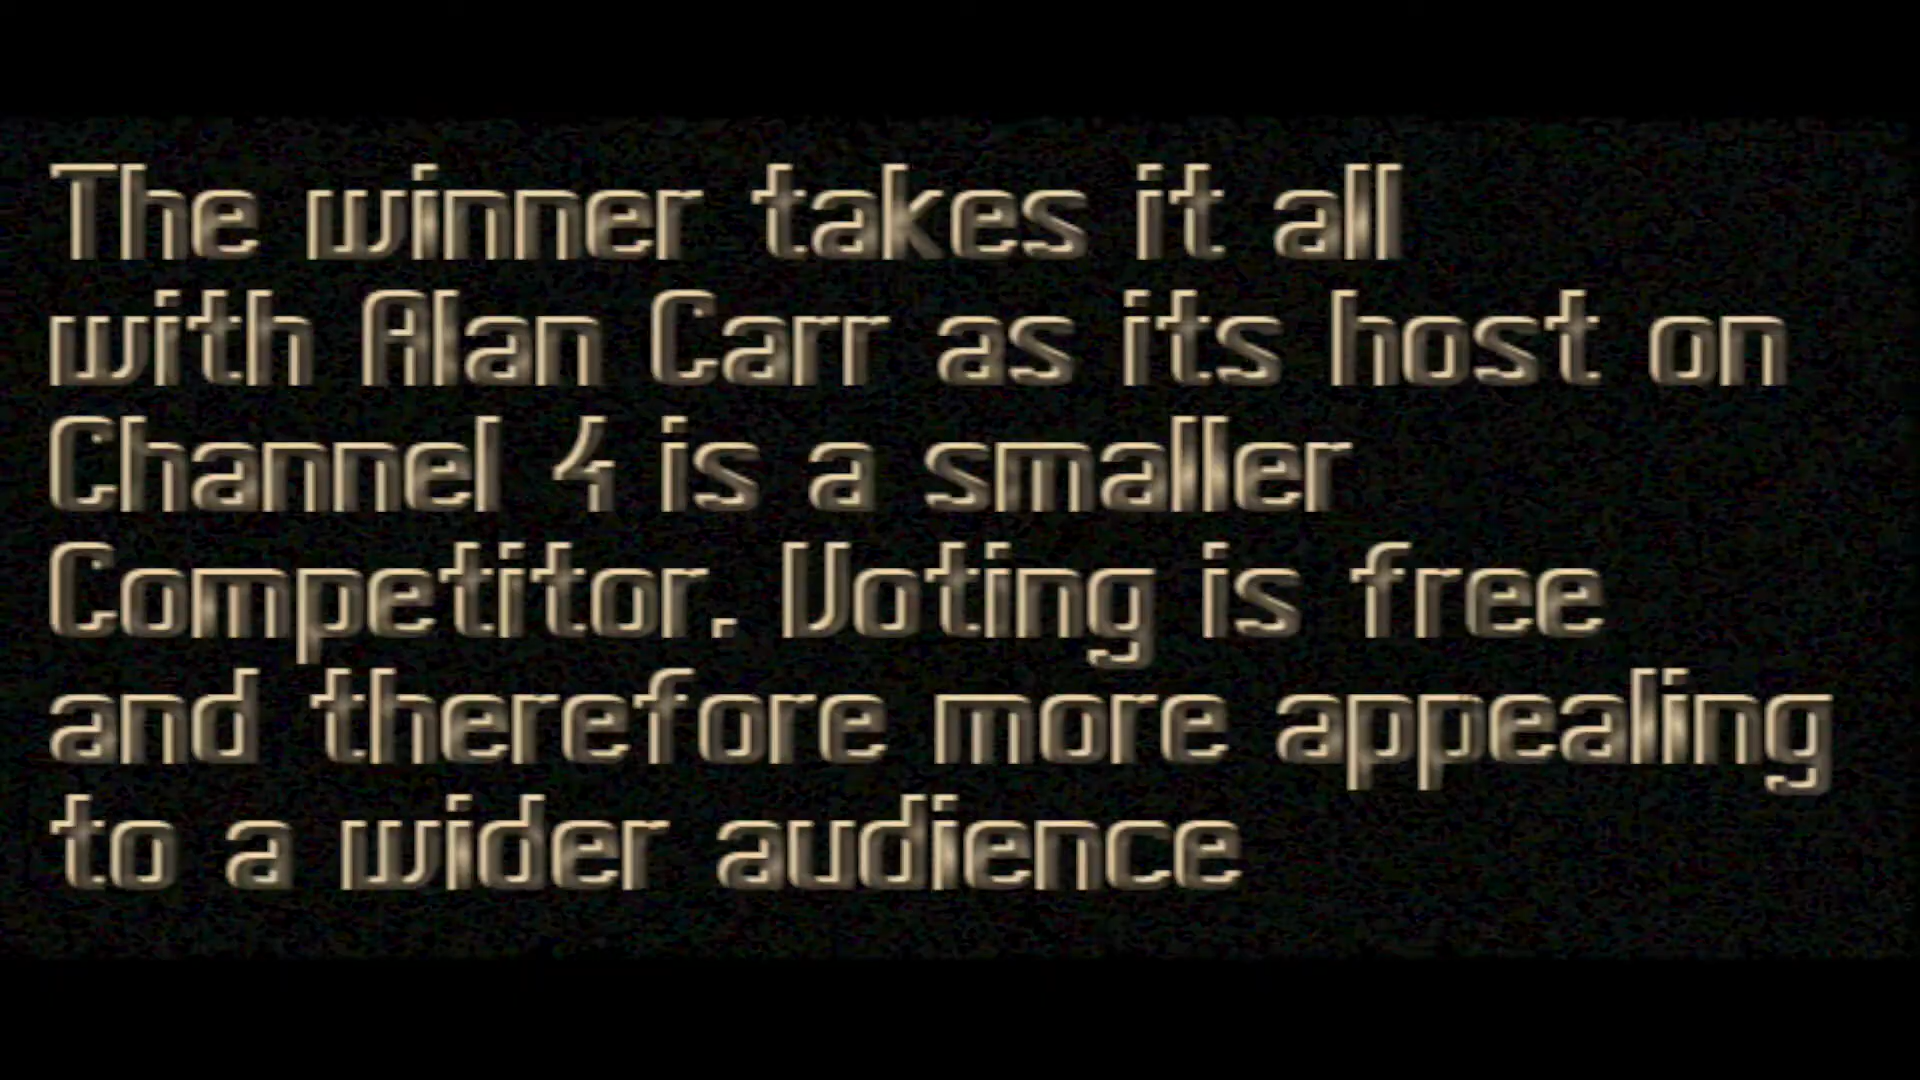 The winner takes it all
with Alan Carr as its host on
Channel 4 is a smaller
Competitor. Voting is free
and therefore more appealing
to a wider audience